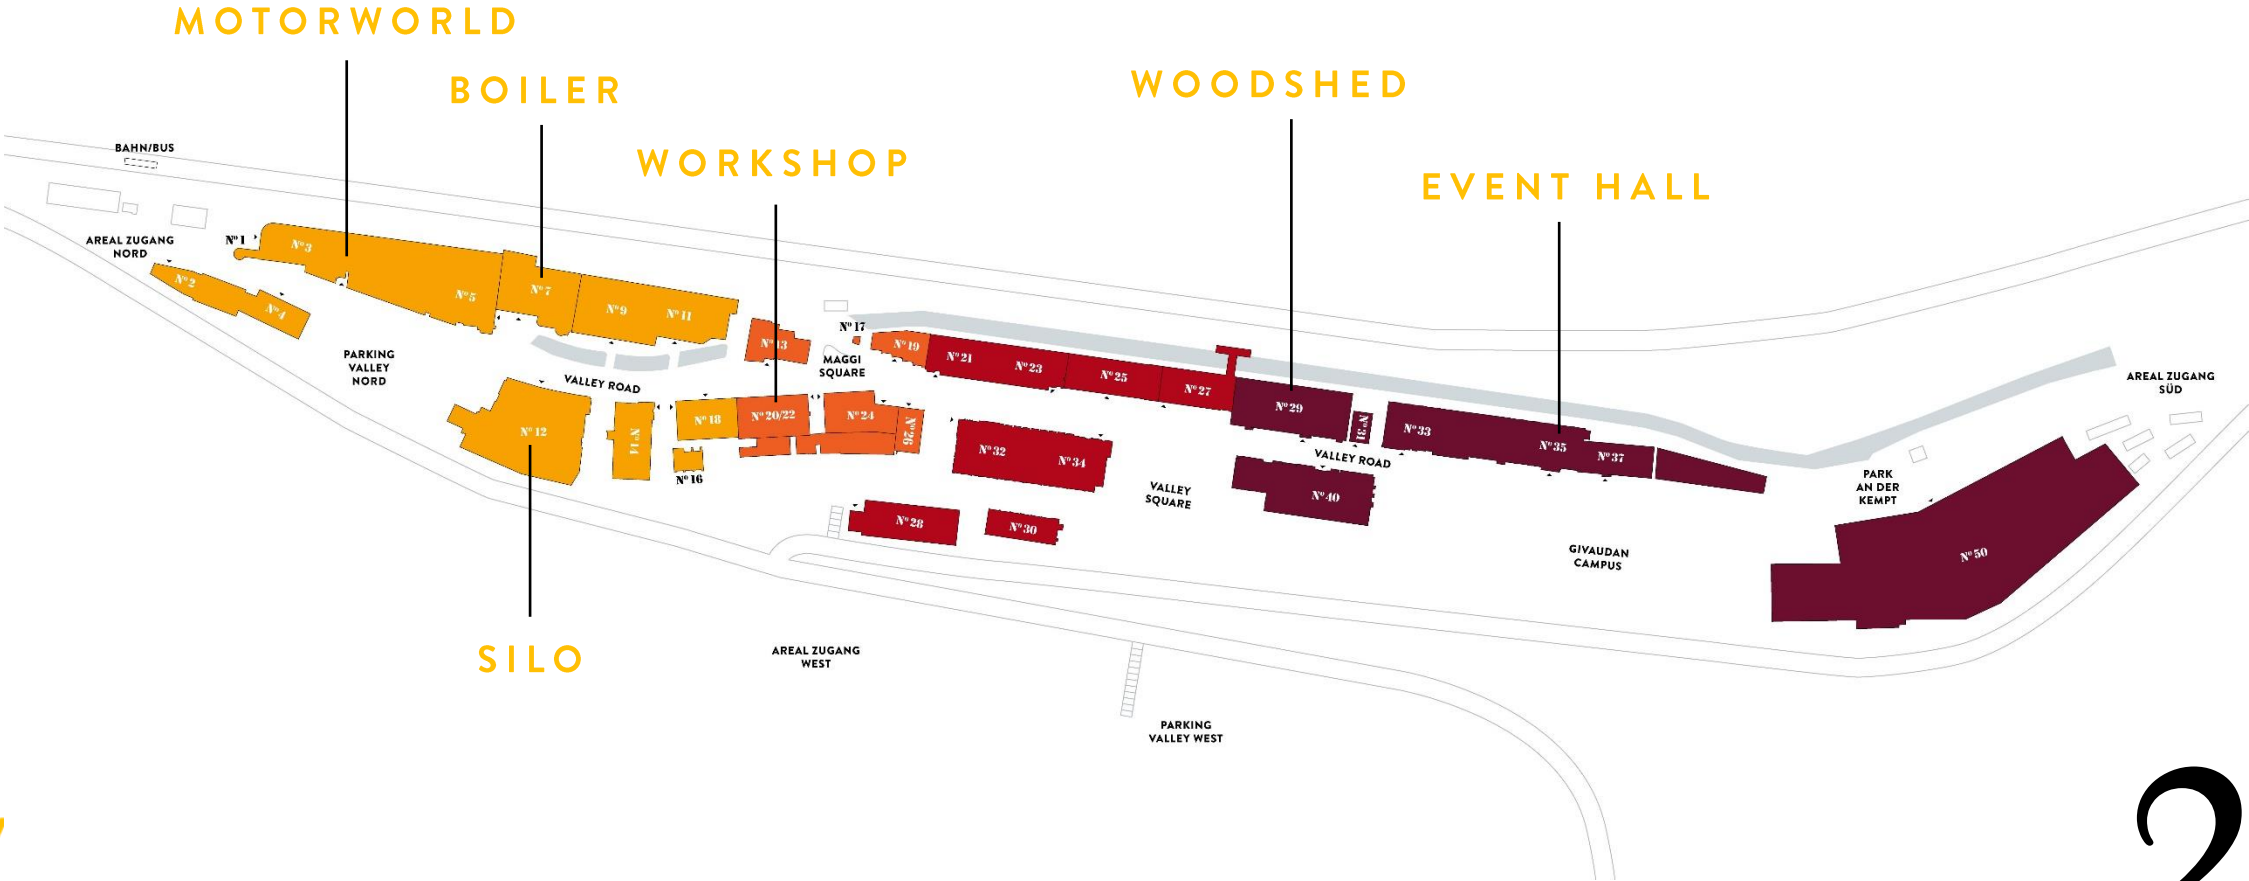 MOTORWORLD
BOILER
WOODSHED
WORKSHOP
EVENT HALL
BAHN/BUS
AREAL ZUGANG
NORD
Nº 1
Nº 3
Nº 2
Nº 4
Nº 5
Nº 7
Nº 9
Nº 11
Nº 13
Nº 17
MAGGI
SQUARE
Nº 19
Nº 21
Nº 23
Nº 25
Nº 27
Nº 29
Nº 31
Nº 33
Nº 35
Nº 37
PARKING
VALLEY
NORD
VALLEY ROAD
Nº 12
Nº 14
Nº 18
Nº 16
Nº 20/22
Nº 24
Nº 26
Nº 32
Nº 34
Nº 28
Nº 30
VALLEY
SQUARE
VALLEY ROAD
Nº 40
GIVAUDAN
CAMPUS
PARK
AN DER
KEMPT
AREAL ZUGANG
SÜD
Nº 50
SILO
AREAL ZUGANG
WEST
PARKING
VALLEY WEST
2